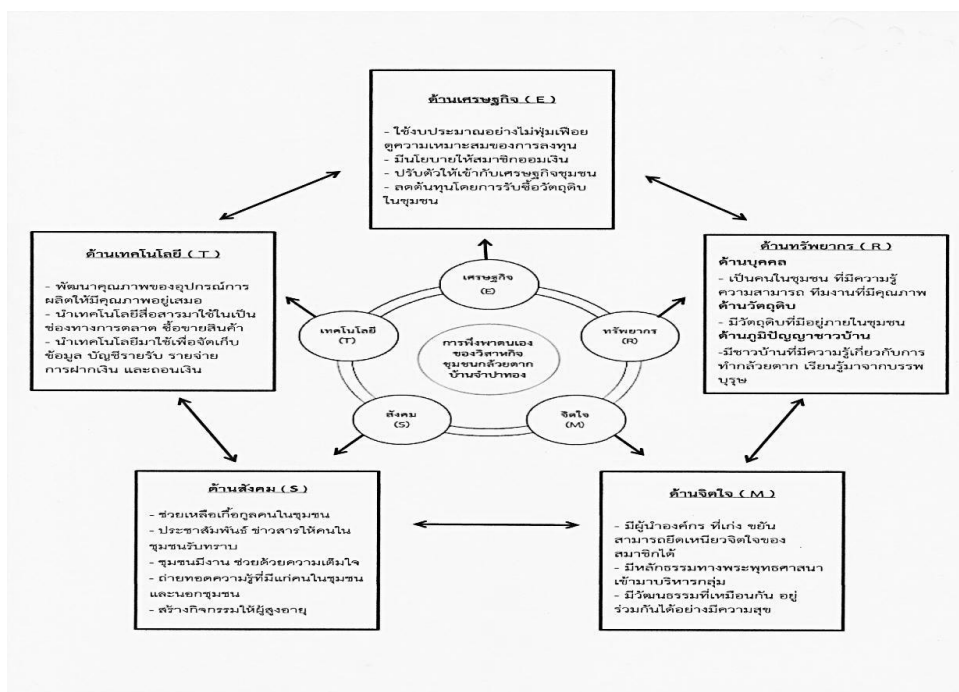 ด้านเศรษฐกิจ ( E )
- ใช้งบประมาณอย่างไม่ฟุ่มเฟือย
ดูความเหมาะสมของการลงทุน
- มีนโยบายให้สมาชิกออมเงิน
- ปรับตัวให้เข้ากับเศรษฐกิจชุมชน
- ลดต้นทุนโดยการรับซื้อวัตถุดิบ
ในชุมชน
ด้านเทคโนโลยี ( T )
- พัฒนาคุณภาพของอุปกรณ์การ
ผลิตให้มีคุณภาพอยู่เสมอ
- นำเทคโนโลยีสื่อสารมาใช้ในเป็น
ช่องทางการตลาด ซื้อขายสินค้า
- นำเทคโนโลยีมาใช้เพื่อจัดเก็บ
ข้อมูล บัญชีรายรับ รายจ่าย
การฝากเงิน และถอนเงิน
ด้านทรัพยากร ( R )
ด้านบุคคล
- เป็นคนในชุมชน ที่มีความรู้
ความสามารถ ทีมงานที่มีคุณภาพ
ด้านวัตถุดิบ
- มีวัตถุดิบที่มีอยู่ภายในชุมชน
ด้านภูมิปัญญาชาวบ้าน
-มีชาวบ้านที่มีความรู้เกี่ยวกับการ
ทำกล้วยตาก เรียนรู้มาจากบรรพ
บุรุษ
เศรษฐกิจ
(E)
เทคโนโลยี
(T)
ทรัพยากร
(R)
การพึ่งพาตนเอง
ของวิสาหกิจ
ชุมชนกล้วยตาก
บ้านจำปาทอง
สังคม
(S)
จิตใจ
(M)
ด้านสังคม ( S )
- ช่วยเหลือเกื้อกูลคนในชุมชน
- ประชาสัมพันธ์ ข่าวสารให้คนใน
ชุมชนรับทราบ
- ชุมชนมีงาน ช่วยด้วยความเต็มใจ
- ถ่ายทอดความรู้ที่มีแก่คนในชุมชน
และนอกชุมชน
- สร้างกิจกรรมให้ผู้สูงอายุ
ด้านจิตใจ ( M )
- มีผู้นำองค์กร ที่เก่ง ขยัน
สามารถยึดเหนี่ยวจิตใจของ
สมาชิกได้
- มีหลักธรรมทางพระพุทธศาสนา
เข้ามาบริหารกลุ่ม
- มีวัฒนธรรมที่เหมือนกัน อยู่
ร่วมกันได้อย่างมีความสุข